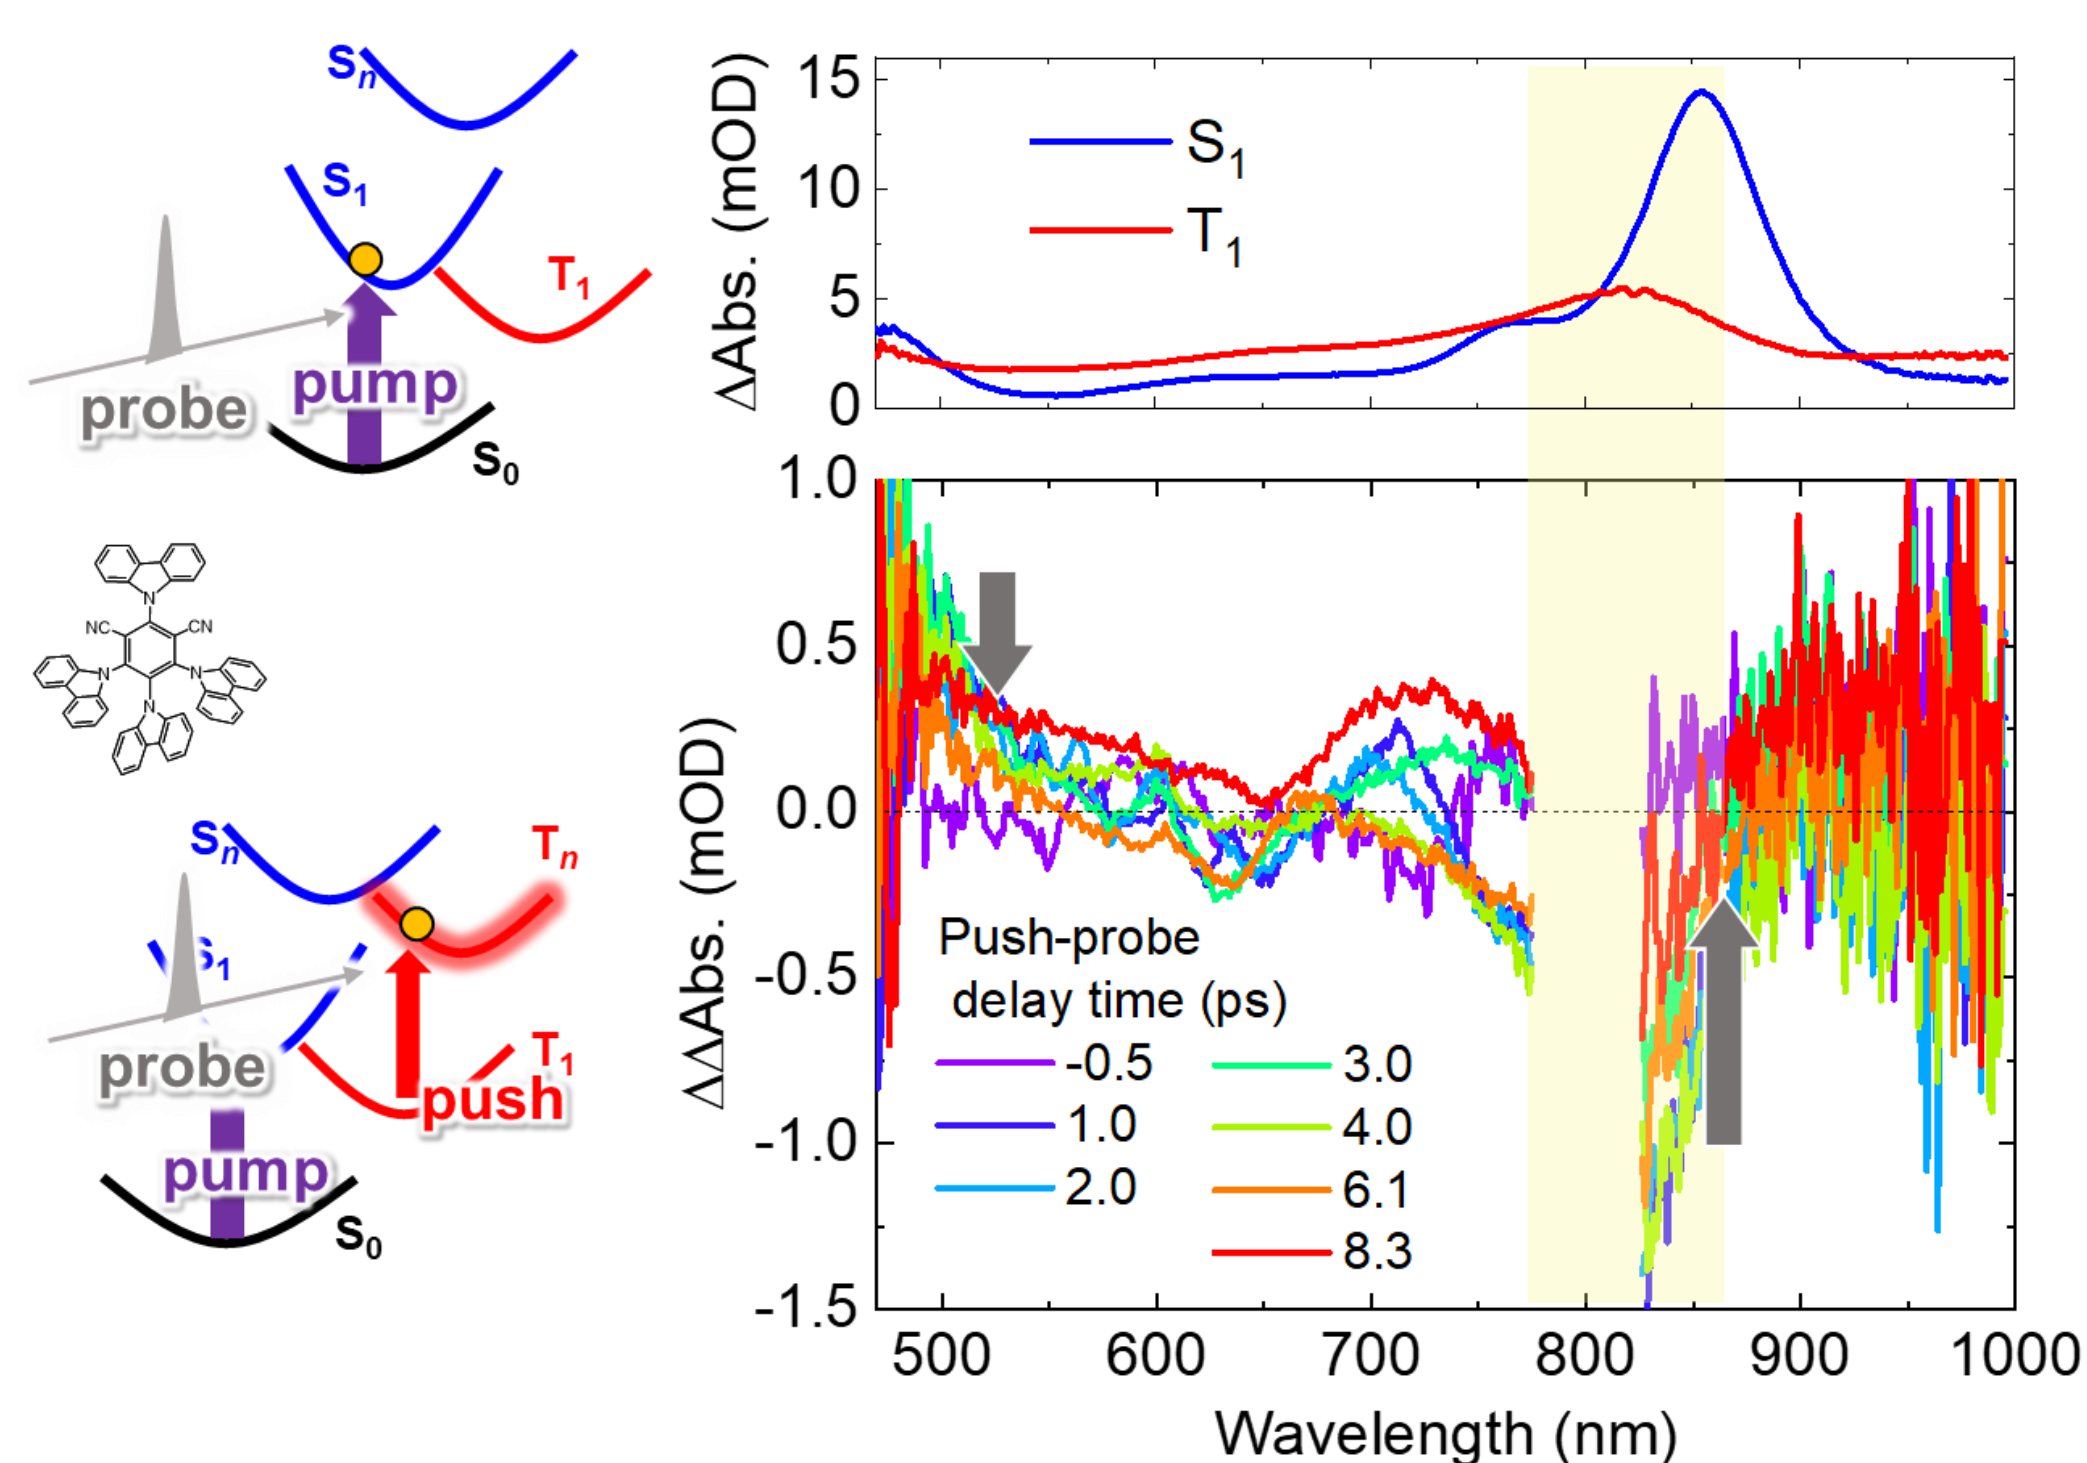 Sn
S1
T1
probe
pump
S0
N
NC
CN
N
N
N
Sn
Tn
S1
probe
T1
push
pump
S0
ΔAbs. (mOD)
15
10
5
0
S1
T1
ΔΔAbs. (mOD)
1.0
0.5
0.0
-0.5
-1.0
-1.5
Push-probe
delay time (ps)
-0.5
3.0
1.0
4.0
2.0
6.1
8.3
500
600
700
800
900
1000
Wavelength (nm)